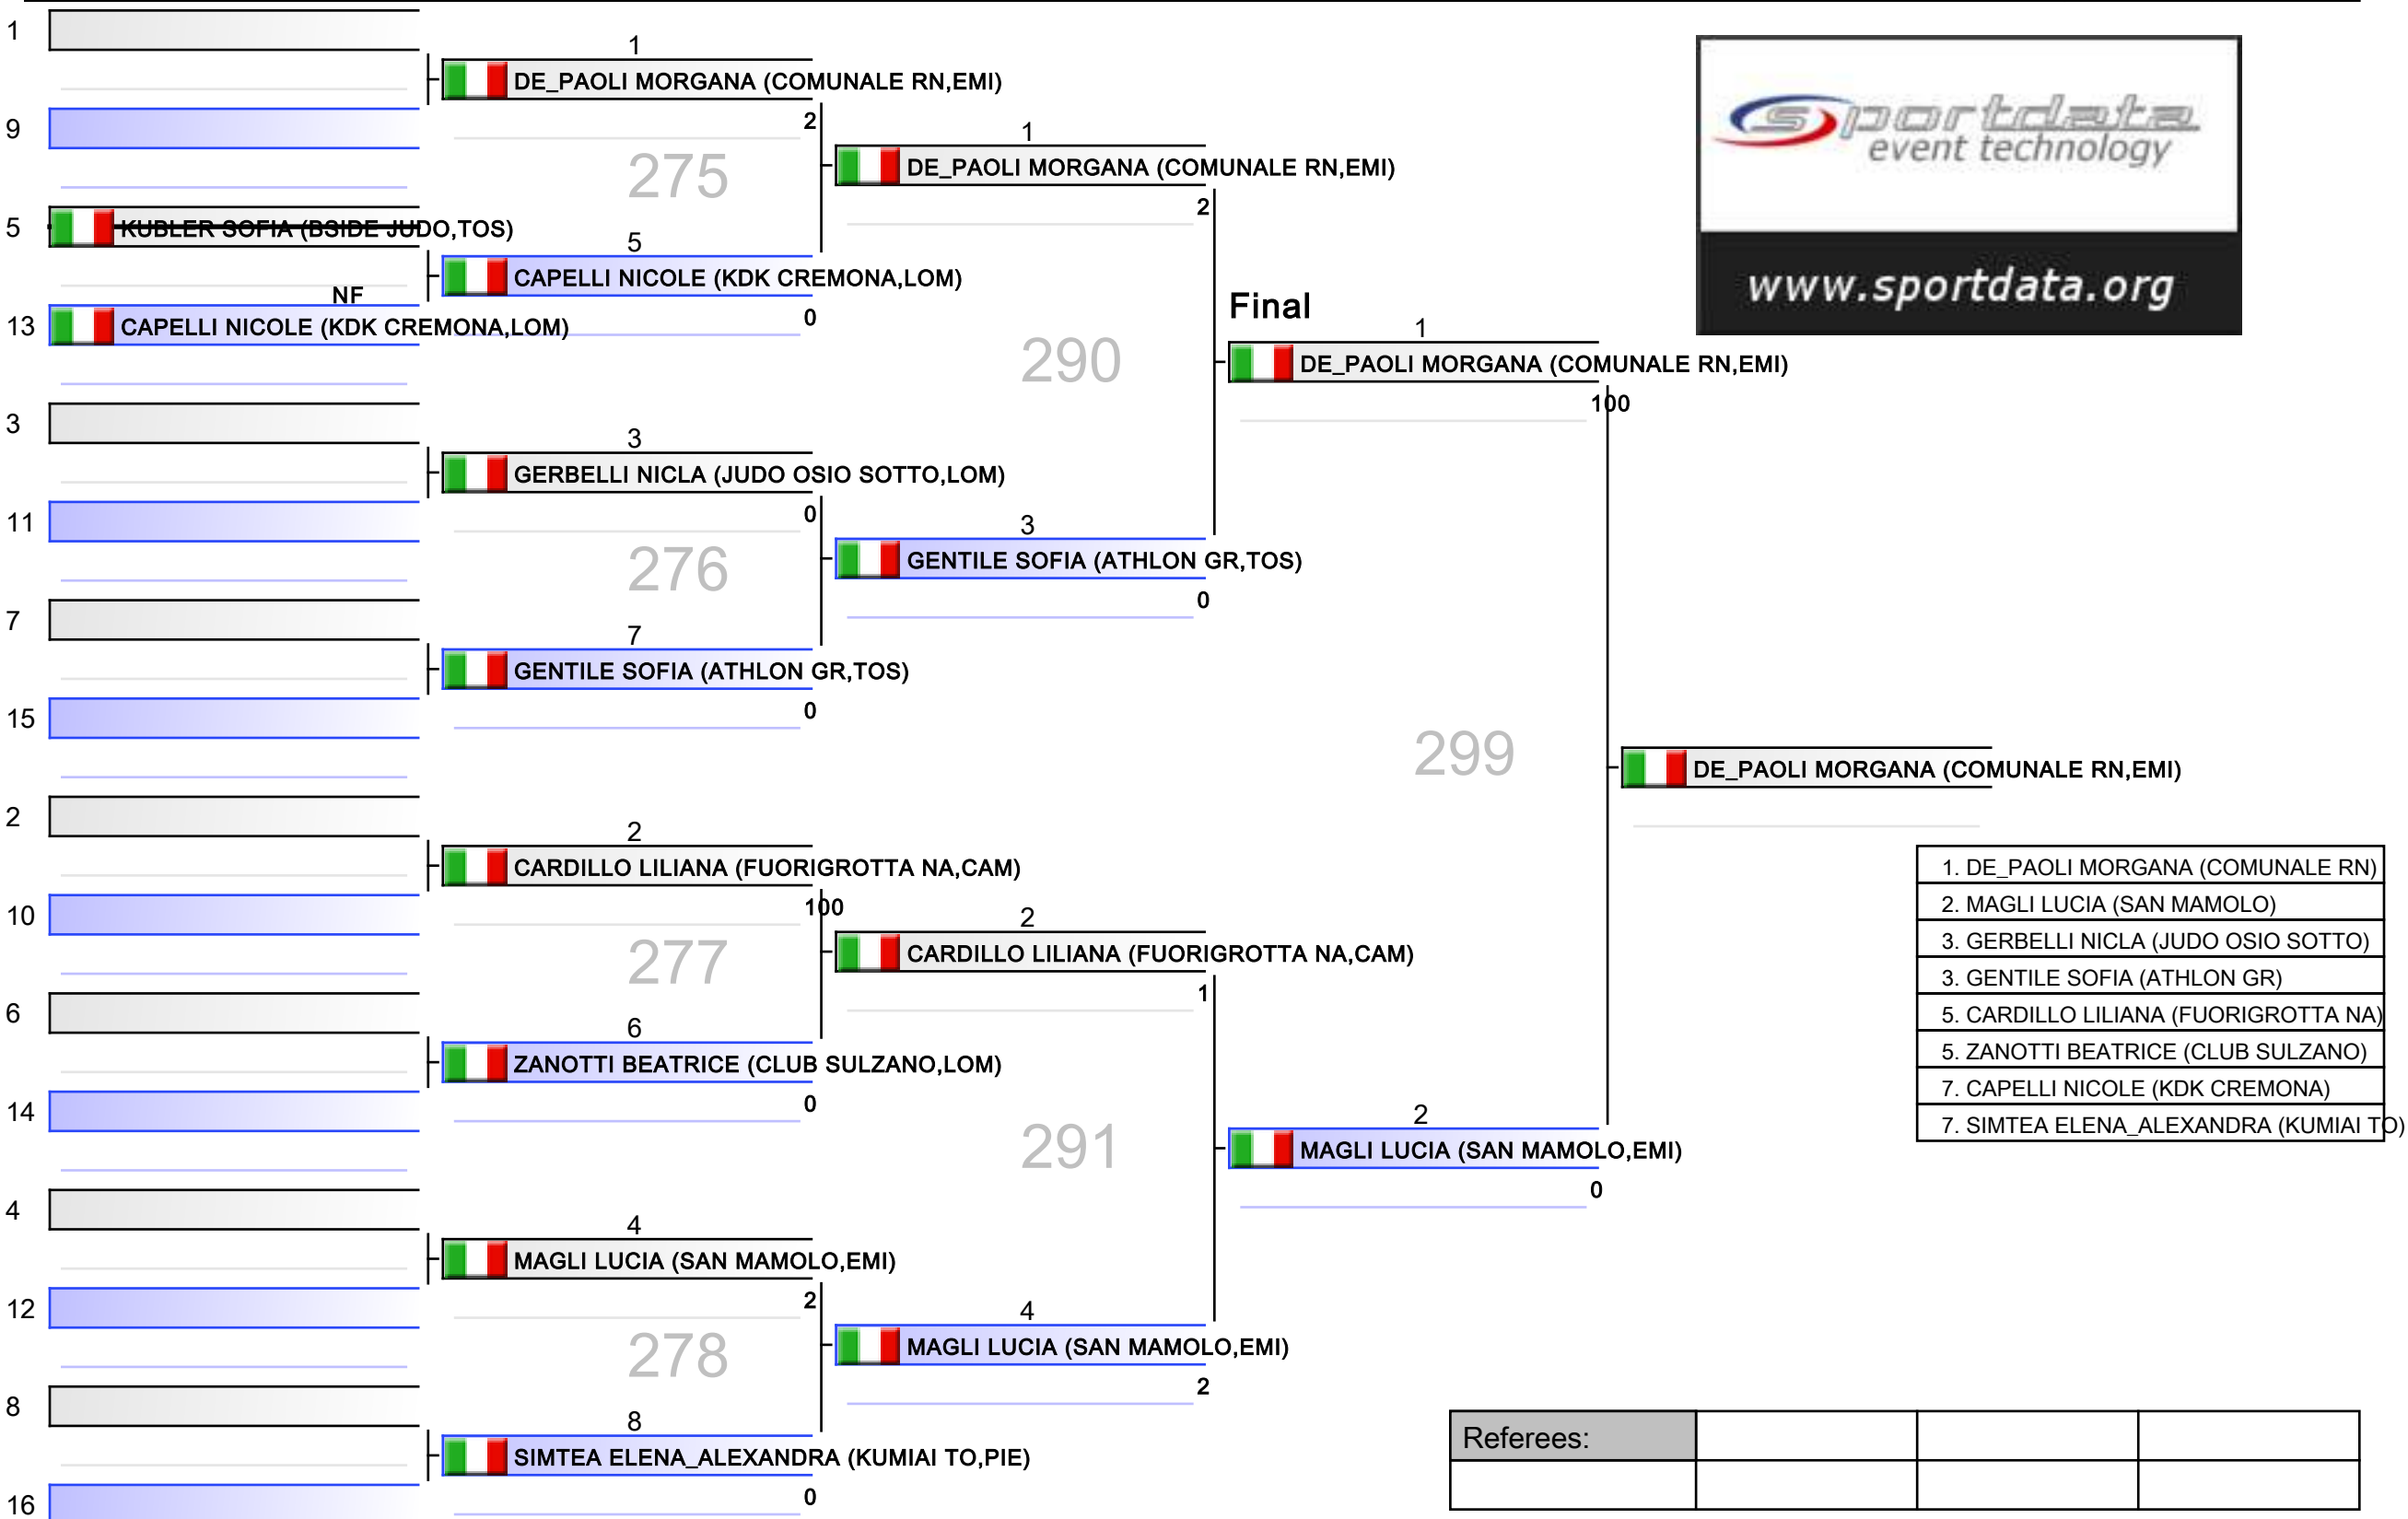 1
1
DE_PAOLI MORGANA (COMUNALE RN,EMI)
9
2
275
1
DE_PAOLI MORGANA (COMUNALE RN,EMI)
2
5
KUBLER SOFIA (BSIDE JUDO,TOS)
5
CAPELLI NICOLE (KDK CREMONA,LOM)
NF
0
13
CAPELLI NICOLE (KDK CREMONA,LOM)
290
Final
1
DE_PAOLI MORGANA (COMUNALE RN,EMI)
100
3
3
GERBELLI NICLA (JUDO OSIO SOTTO,LOM)
0
11
276
3
GENTILE SOFIA (ATHLON GR,TOS)
0
7
7
GENTILE SOFIA (ATHLON GR,TOS)
0
15
299
DE_PAOLI MORGANA (COMUNALE RN,EMI)
2
2
CARDILLO LILIANA (FUORIGROTTA NA,CAM)
100
10
277
2
CARDILLO LILIANA (FUORIGROTTA NA,CAM)
1
6
6
ZANOTTI BEATRICE (CLUB SULZANO,LOM)
0
14
291
2
MAGLI LUCIA (SAN MAMOLO,EMI)
0
4
4
MAGLI LUCIA (SAN MAMOLO,EMI)
2
12
278
4
MAGLI LUCIA (SAN MAMOLO,EMI)
2
8
8
SIMTEA ELENA_ALEXANDRA (KUMIAI TO,PIE)
0
16
sportdata
event technology
www.sportdata.org
1. DE_PAOLI MORGANA (COMUNALE RN)
2. MAGLI LUCIA (SAN MAMOLO)
3. GERBELLI NICLA (JUDO OSIO SOTTO)
3. GENTILE SOFIA (ATHLON GR)
5. CARDILLO LILIANA (FUORIGROTTA NA)
5. ZANOTTI BEATRICE (CLUB SULZANO)
7. CAPELLI NICOLE (KDK CREMONA)
7. SIMTEA ELENA_ALEXANDRA (KUMIAI TO)
Referees: